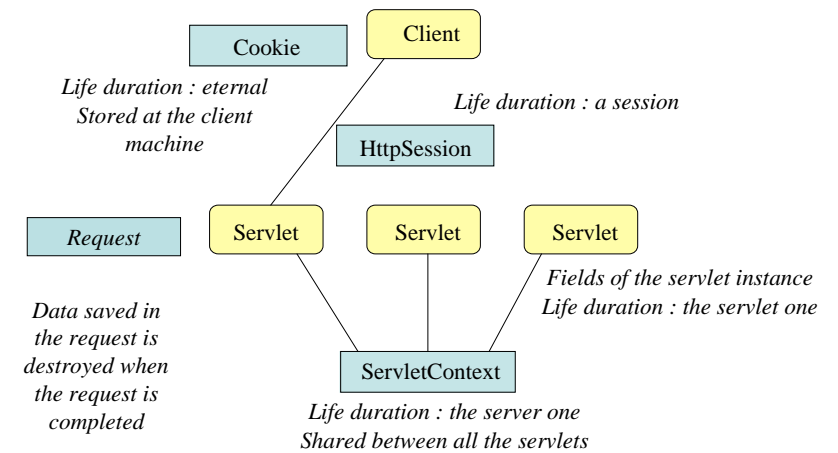 Client
Cookie
Life duration : eternal
Stored at the client
machine
Life duration : a session
HttpSession
Request
Servlet
Servlet
Servlet
Fields of the servlet instance
Life duration : the servlet one
Data saved in
the request is
destroyed when
the request is
completed
ServletContext
Life duration : the server one
Shared between all the servlets